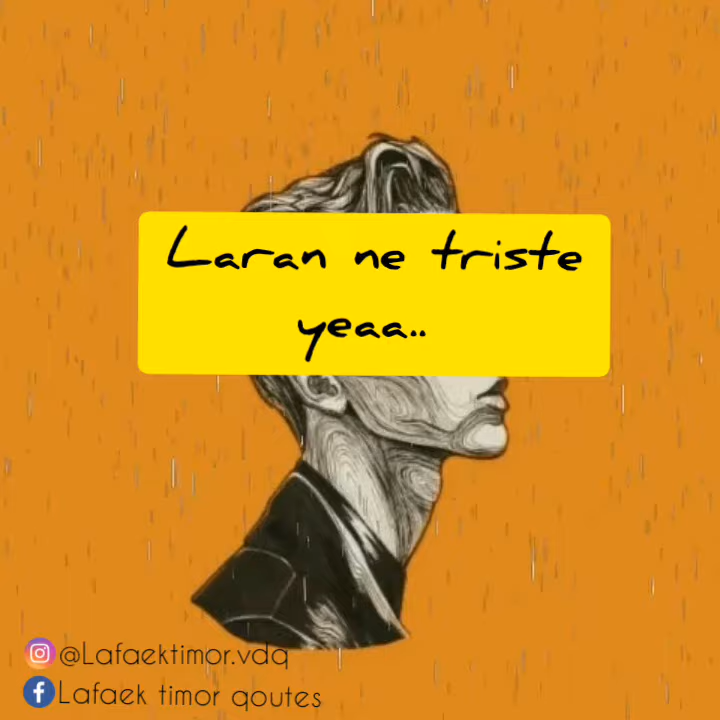 Laran ne triste
yeaa..
@Lafaektimor.vdq
Lafaek timor qoutes